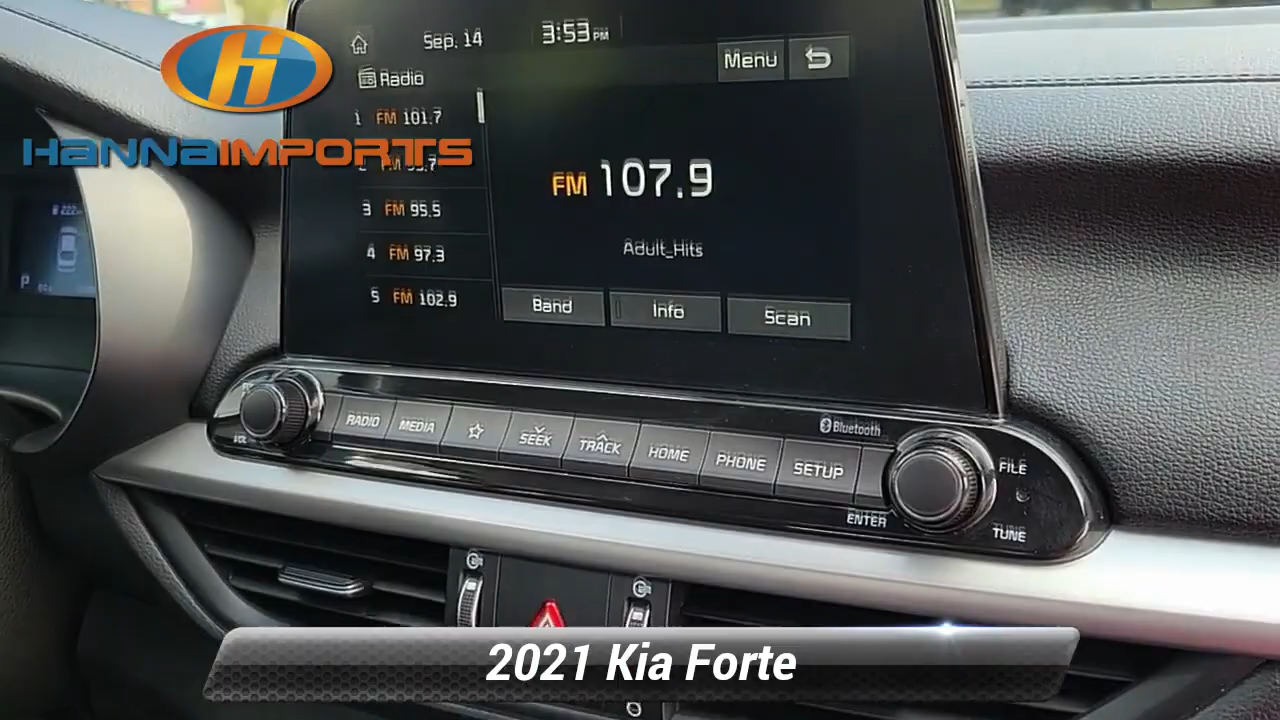 Sep. 14
3:53 PM
Menu
Radio
1 FM 101.7
3 FM 95.5
4 FM 97.3
5 FM 102.9
FM 107.9
Adult_Hits
Band
Info
Scan
HANNAIMPORTS
P
VOL
RADIO
MEDIA
SEEK
TRACK
HOME
PHONE
SETUP
Bluetooth
FILE
ENTER
TUNE
2021 Kia Forte